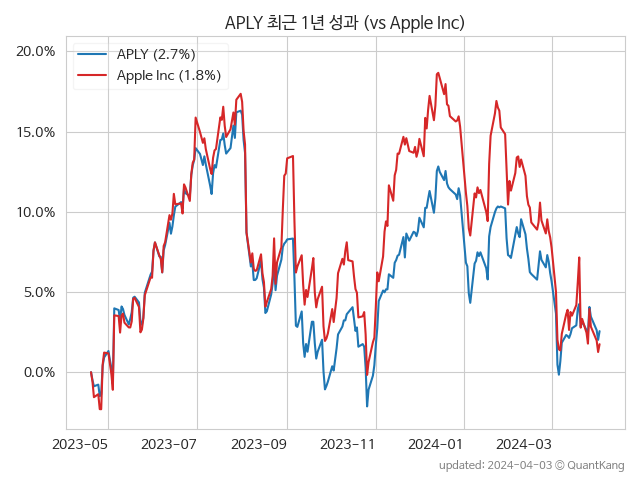 APLY 최근 1년 성과 (vs Apple Inc)
20.0%
15.0%
10.0%
5.0%
0.0%
APLY (2.7%)
Apple Inc (1.8%)
2023-05 2023-07 2023-09 2023-11 2024-01 2024-03
updated: 2024-04-03 © QuantKang